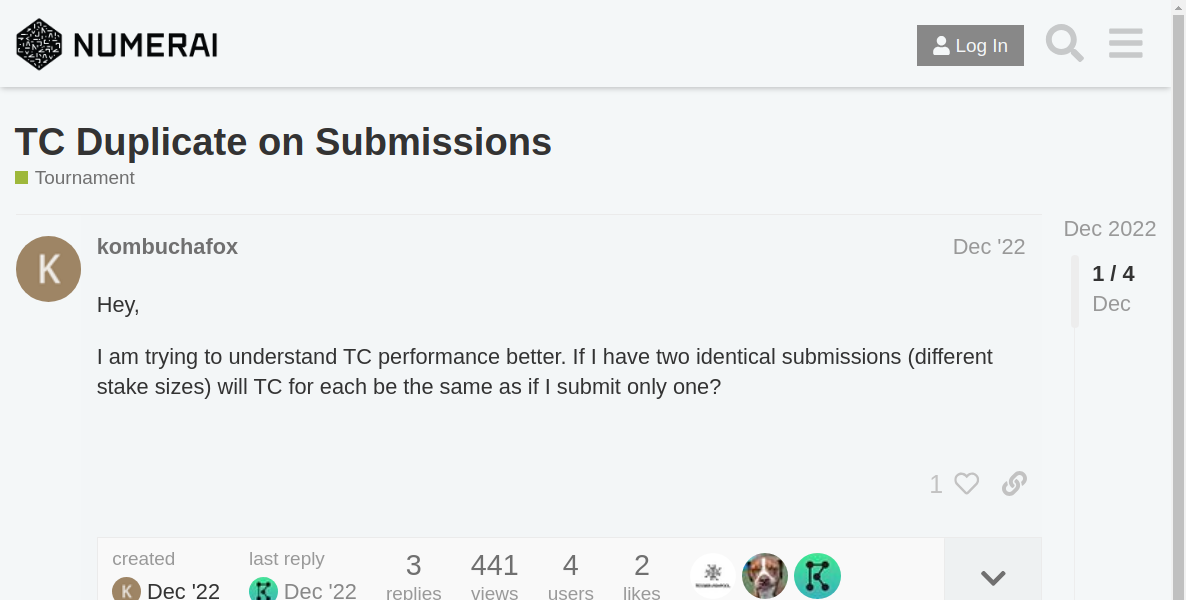 NUMERAI
Log In
TC Duplicate on Submissions
Tournament
kombuchafox
Dec '22
Dec 2022
1 / 4
Dec
K
Hey,
I am trying to understand TC performance better. If I have two identical submissions (different
stake sizes) will TC for each be the same as if I submit only one?
1
created
last reply
3
441
4
2
K Dec '22
Dec '22
replies
views
users
likes